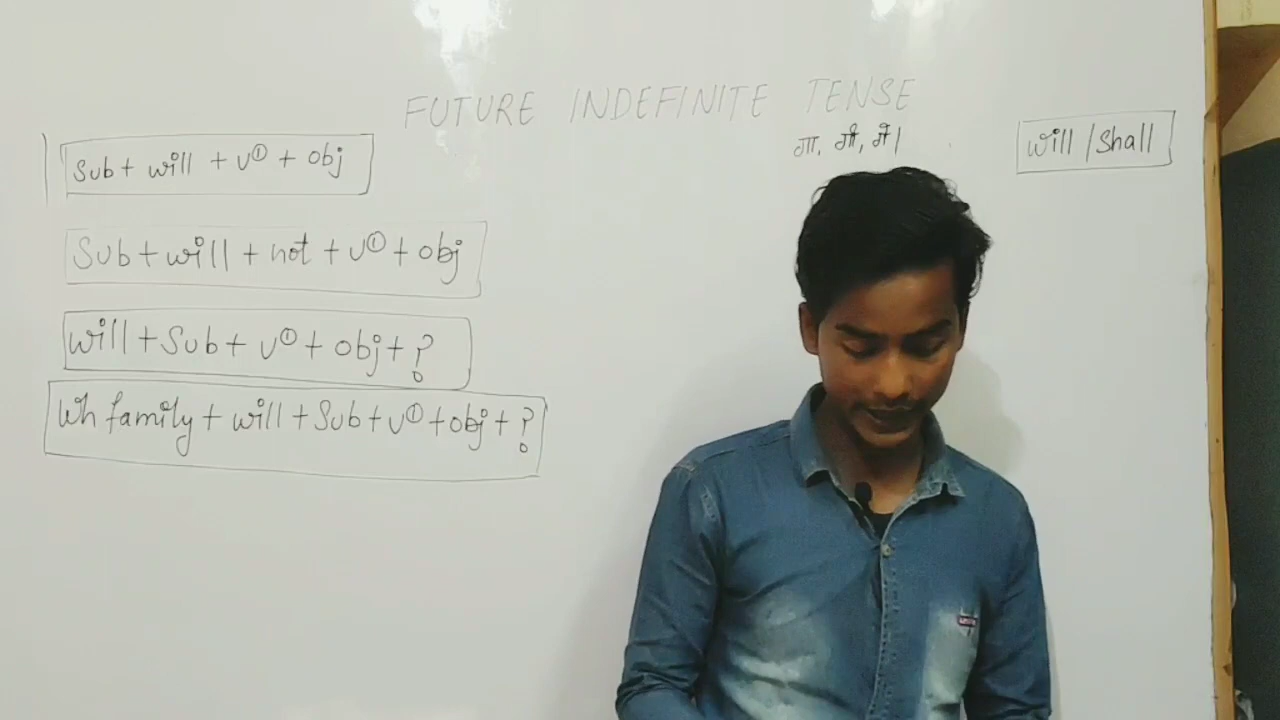 FUTURE INDEFINITE TENSE
गा, गी, गे।
will / Shall
Sub + will + v① + obj
Sub + will + not + v① + obj
will + Sub + v① + obj + ?
Wh family + will + Sub + v① + obj + ?